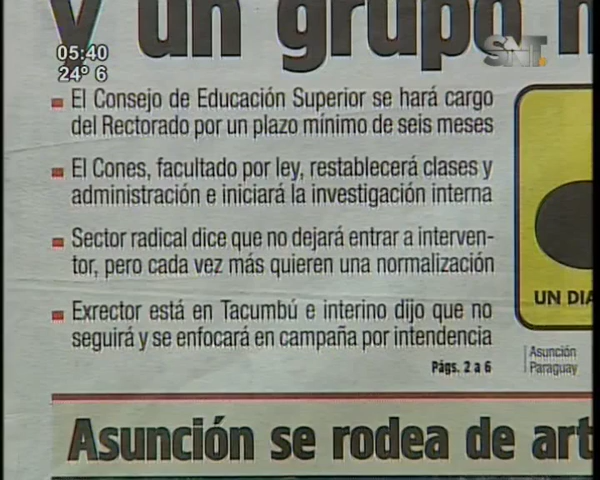 y un grupo
05:40
24° 6
SNT
El Consejo de Educación Superior se hará cargo
del Rectorado por un plazo mínimo de seis meses
El Cones, facultado por ley, restablecerá clases y
administración e iniciará la investigación interna
Sector radical dice que no dejará entrar a interven-
tor, pero cada vez más quieren una normalización
Exrector está en Tacumbú e interino dijo que no
seguirá y se enfocará en campaña por intendencia
Págs. 2 a 6
UN DIA
Asunción
Paraguay
Asunción se rodea de art